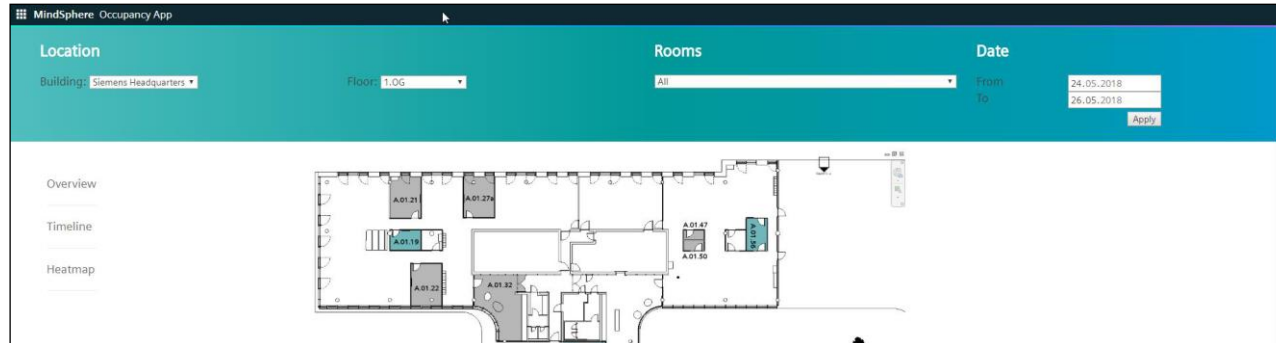 MindSphere Occupancy App
Location
Rooms
Date
Building: Siemens Headquarters
Floor: 1.OG
All
From 24.05.2018
To 26.05.2018
Apply
Overview
Timeline
Heatmap
A.01.21
A.01.27a
A.01.19
A.01.22
A.01.32
A.01.47
A.01.50
A.01.56